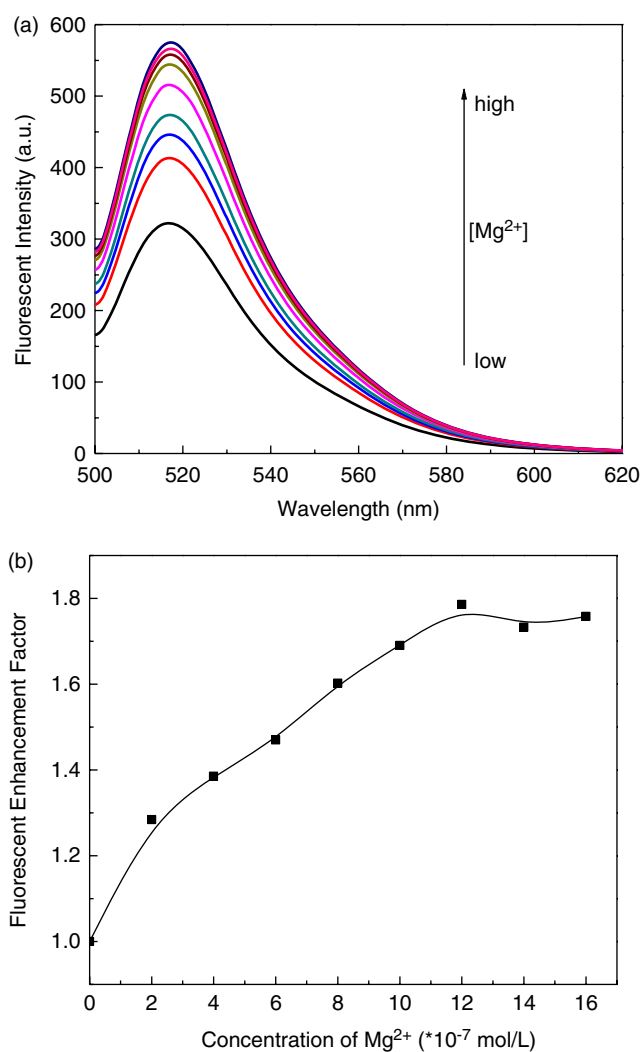 (a)
600
500
400
300
200
100
0
Fluorescent Intensity (a.u.)
high
[Mg²⁺]
low
500 520 540 560 580 600 620
Wavelength (nm)
(b)
1.8
1.6
1.4
1.2
1.0
Fluorescent Enhancement Factor
0 2 4 6 8 10 12 14 16
Concentration of Mg²⁺ (*10⁻⁷ mol/L)